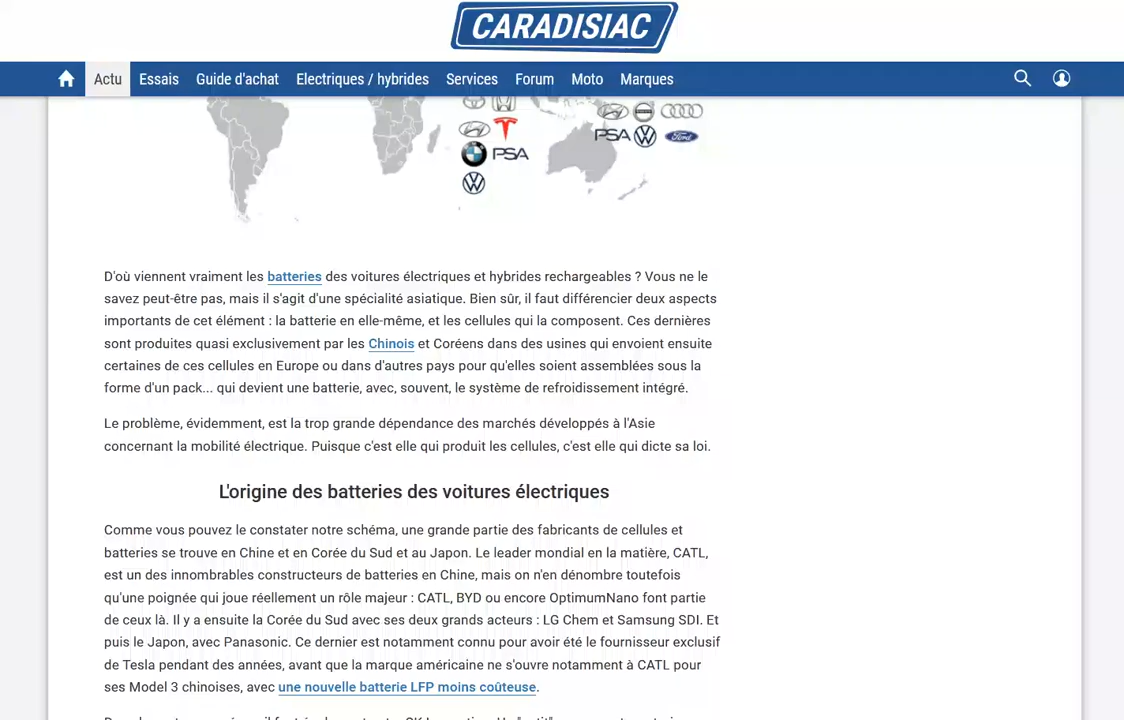 CARADISIAC
Actu Essais Guide d'achat Electriques / hybrides Services Forum Moto Marques
PSA
Ford
PSA
D'où viennent vraiment les batteries des voitures électriques et hybrides rechargeables ? Vous ne le
savez peut-être pas, mais il s'agit d'une spécialité asiatique. Bien sûr, il faut différencier deux aspects
importants de cet élément : la batterie en elle-même, et les cellules qui la composent. Ces dernières
sont produites quasi exclusivement par les Chinois et Coréens dans des usines qui envoient ensuite
certaines de ces cellules en Europe ou dans d'autres pays pour qu'elles soient assemblées sous la
forme d'un pack... qui devient une batterie, avec, souvent, le système de refroidissement intégré.
Le problème, évidemment, est la trop grande dépendance des marchés développés à l'Asie
concernant la mobilité électrique. Puisque c'est elle qui produit les cellules, c'est elle qui dicte sa loi.
L'origine des batteries des voitures électriques
Comme vous pouvez le constater notre schéma, une grande partie des fabricants de cellules et
batteries se trouve en Chine et en Corée du Sud et au Japon. Le leader mondial en la matière, CATL,
est un des innombrables constructeurs de batteries en Chine, mais on n'en dénombre toutefois
qu'une poignée qui joue réellement un rôle majeur : CATL, BYD ou encore OptimumNano font partie
de ceux là. Il y a ensuite la Corée du Sud avec ses deux grands acteurs : LG Chem et Samsung SDI. Et
puis le Japon, avec Panasonic. Ce dernier est notamment connu pour avoir été le fournisseur exclusif
de Tesla pendant des années, avant que la marque américaine ne s'ouvre notamment à CATL pour
ses Model 3 chinoises, avec une nouvelle batterie LFP moins coûteuse.